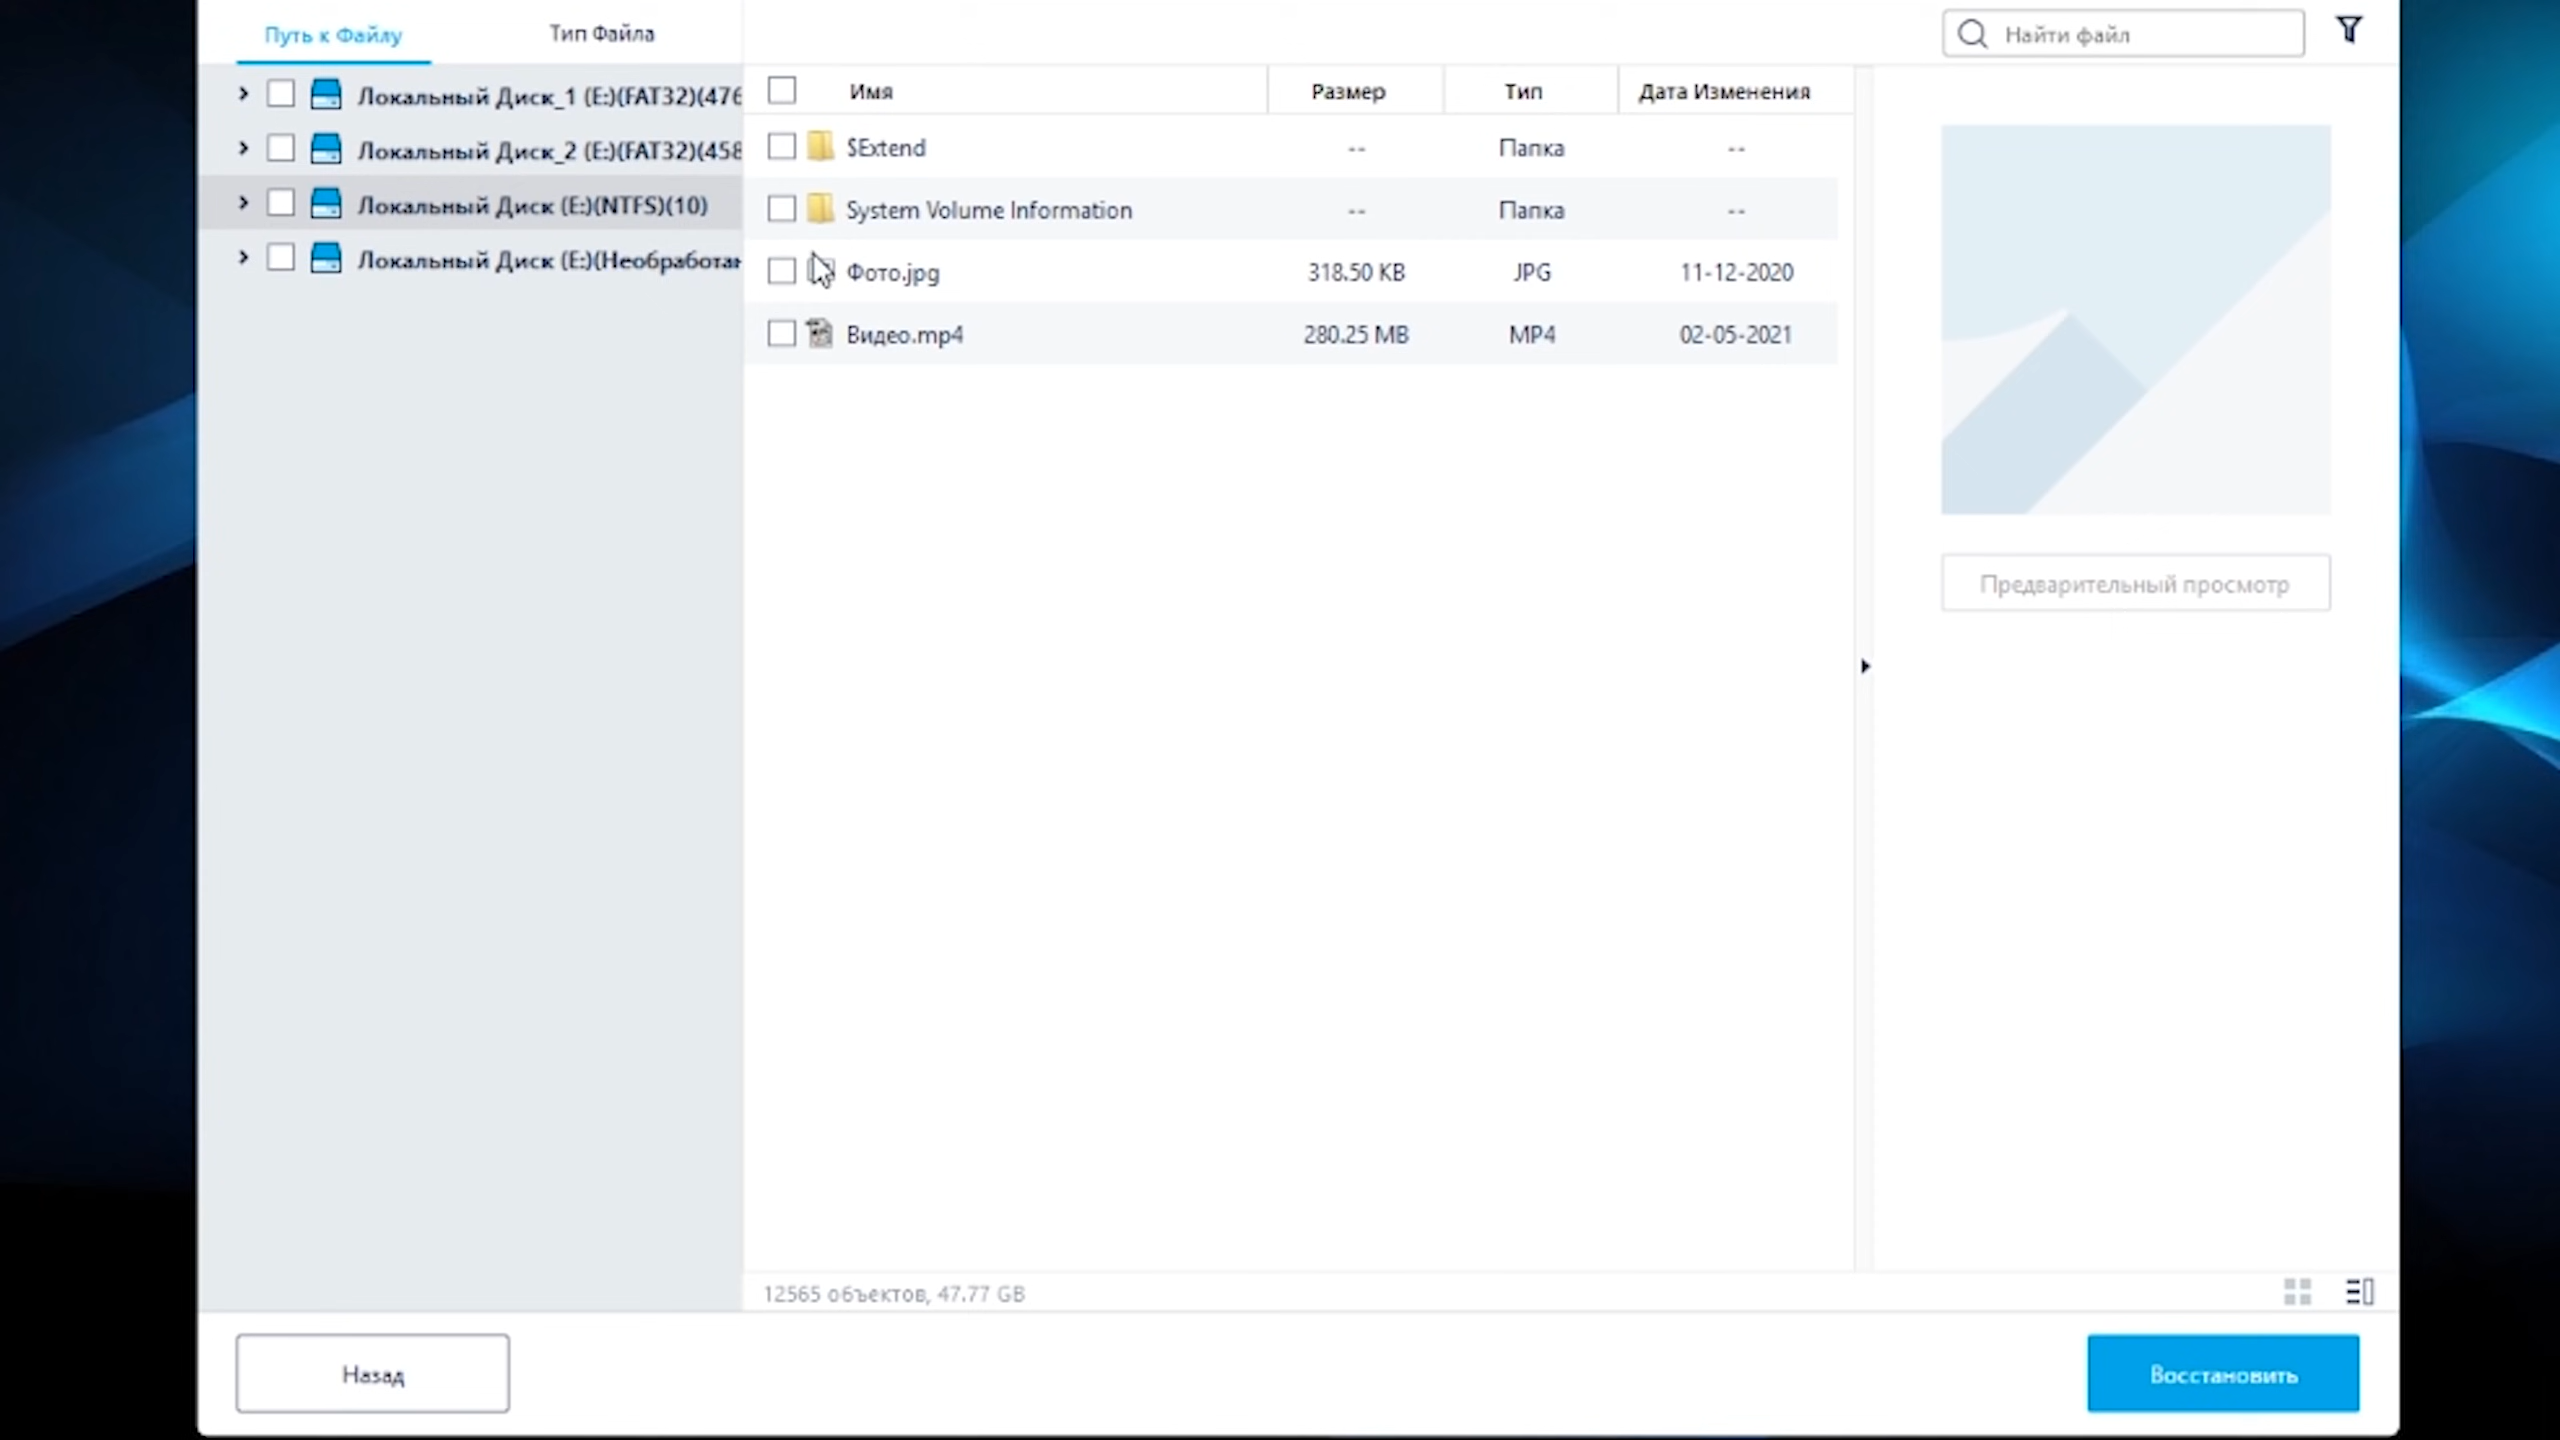 Путь к Файлу
Тип Файла
Найти файл
Локальный Диск_1 (E:)(FAT32)(476
Локальный Диск_2 (E:)(FAT32)(458
Локальный Диск (E:)(NTFS)(10)
Локальный Диск (E:)(Необработан
Имя Размер Тип Дата Изменения
$Extend -- Папка --
System Volume Information -- Папка --
Фото.jpg 318.50 KB JPG 11-12-2020
Видео.mp4 280.25 MB MP4 02-05-2021
Предварительный просмотр
12565 объектов, 47.77 GB
Назад
Восстановить